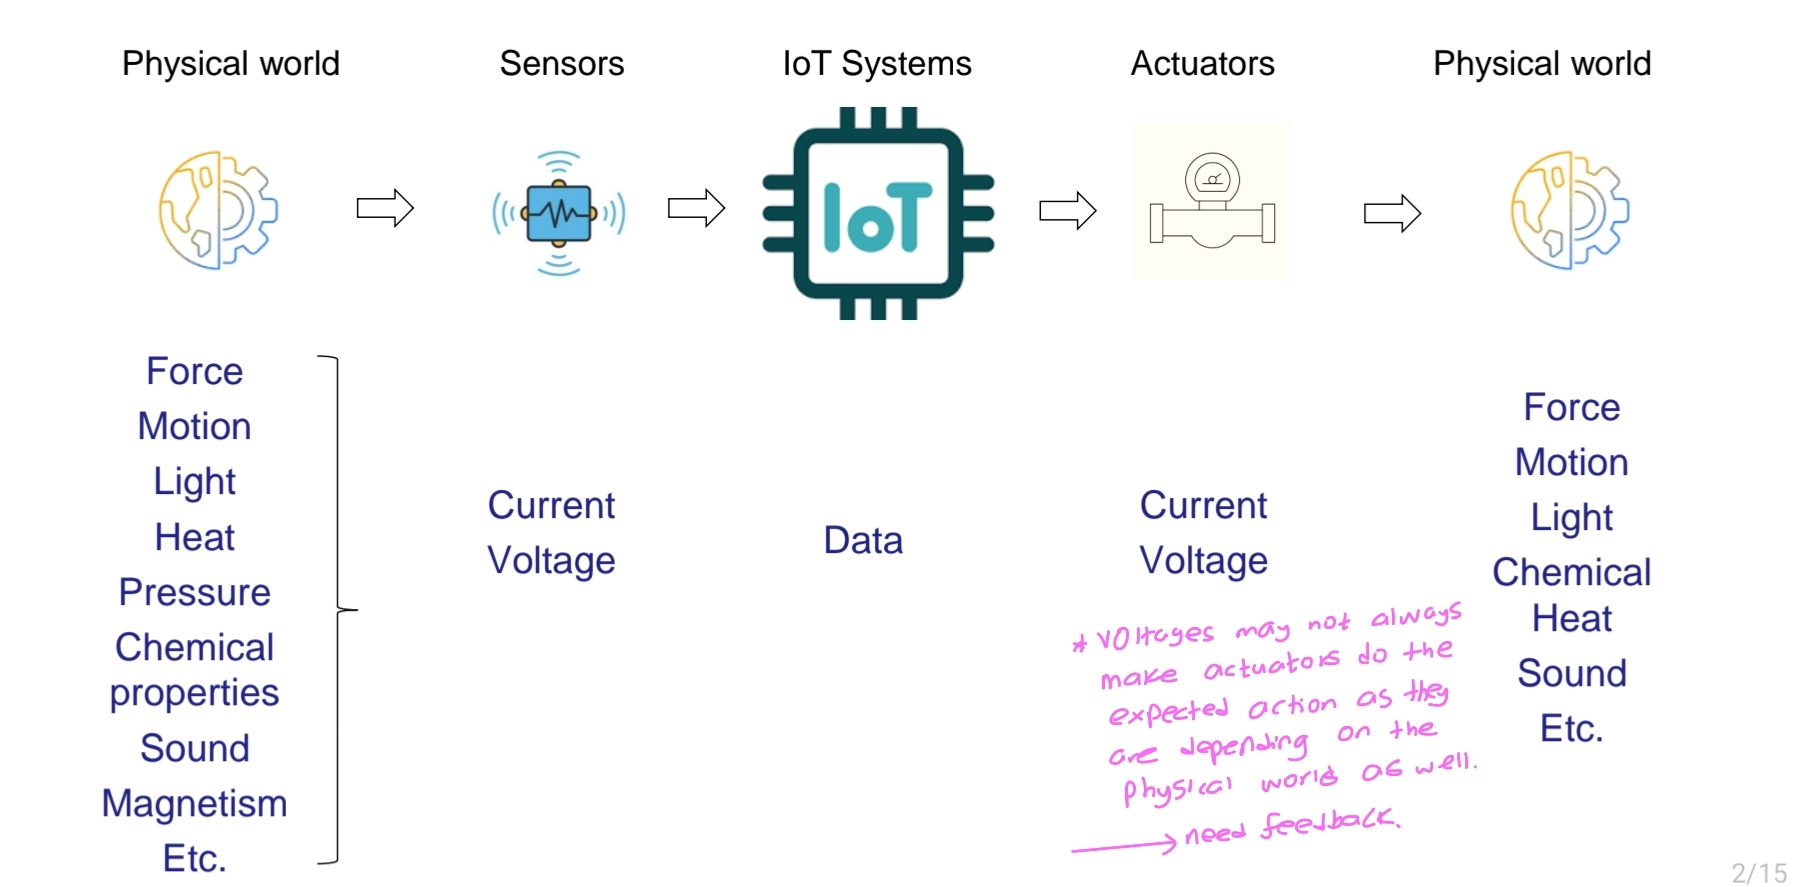 Physical world
Sensors
IoT Systems
Actuators
Physical world
IoT
Force
Motion
Light
Heat
Pressure
Chemical
properties
Sound
Magnetism
Etc.
Current
Voltage
Data
Current
Voltage
* Voltages may not always
make actuators do the
expected action as they
are depending on the
physical world as well.
need feedback.
Force
Motion
Light
Chemical
Heat
Sound
Etc.
2/15